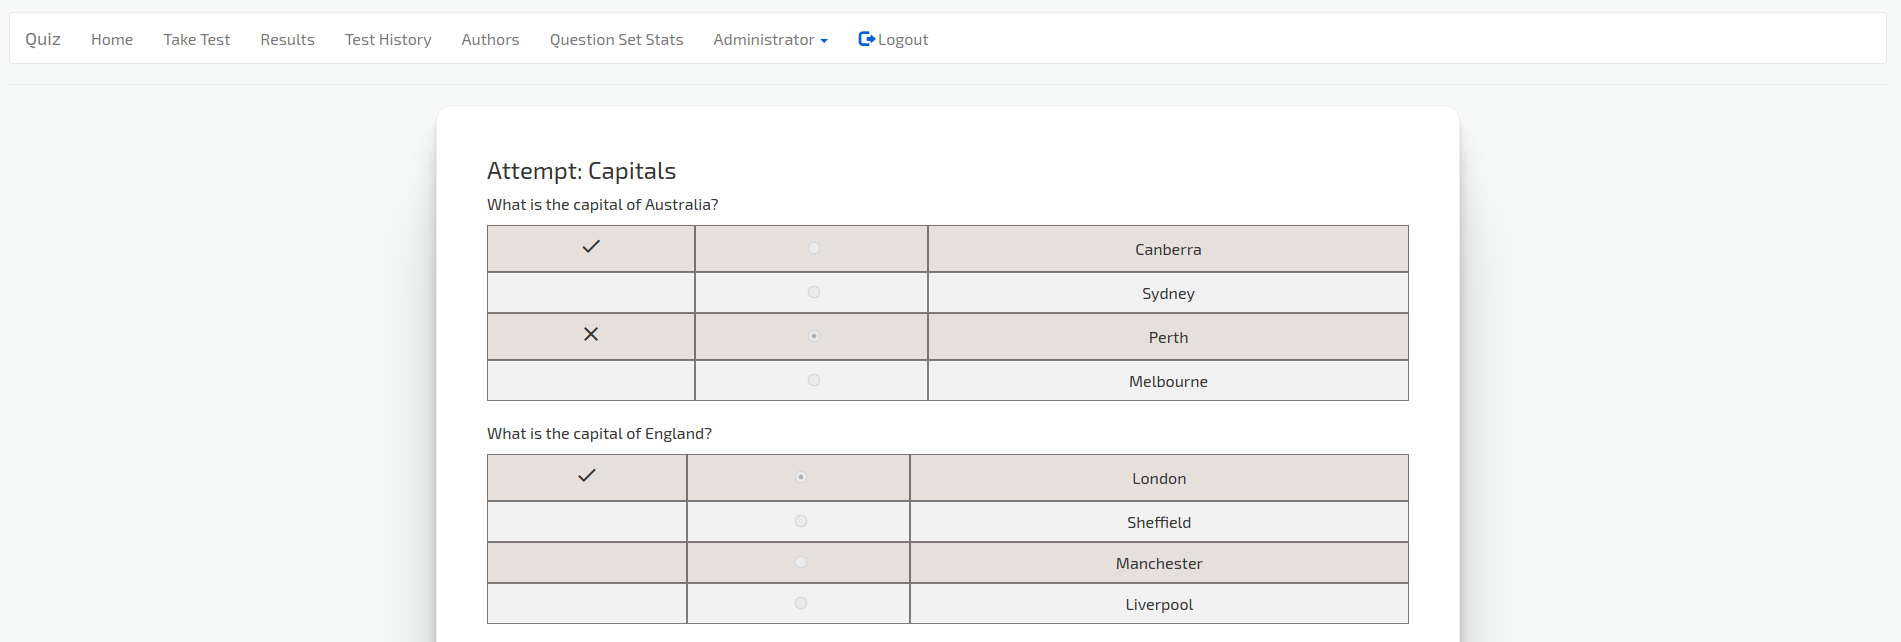 Quiz Home Take Test Results Test History Authors Question Set Stats Administrator Logout
Attempt: Capitals
What is the capital of Australia?
Canberra
Sydney
Perth
Melbourne
What is the capital of England?
London
Sheffield
Manchester
Liverpool